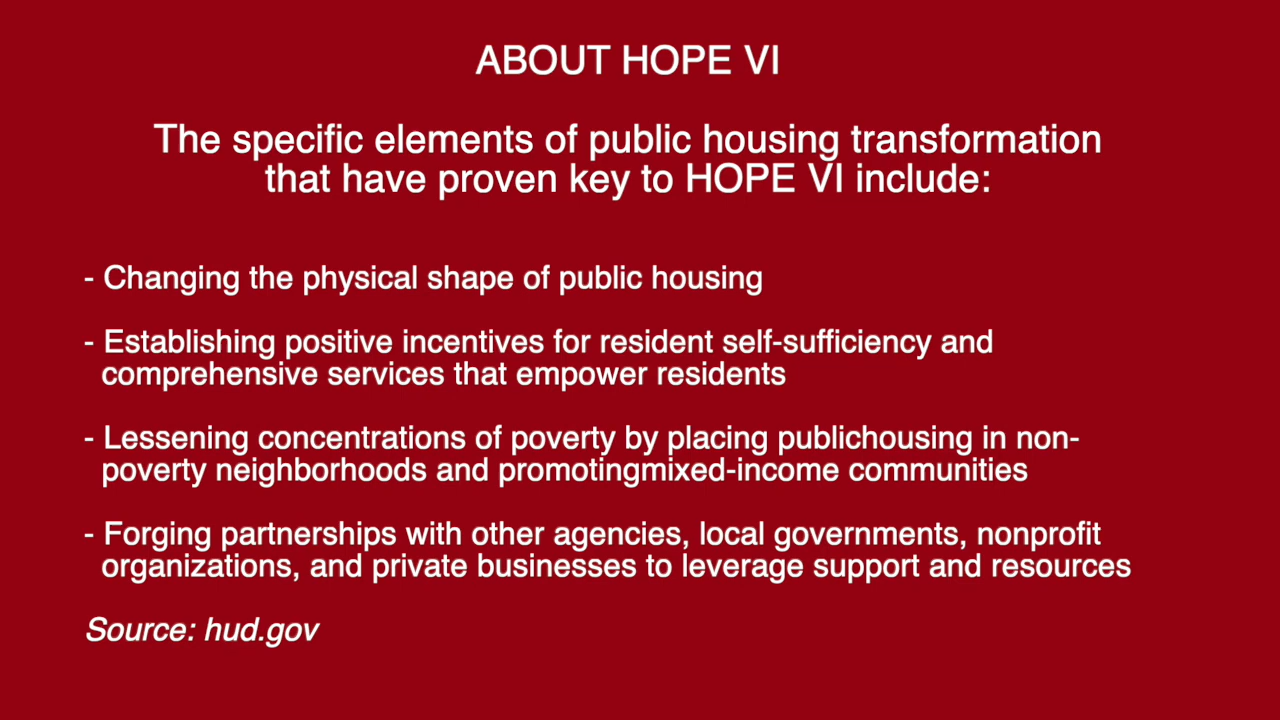 ABOUT HOPE VI
The specific elements of public housing transformation
that have proven key to HOPE VI include:
- Changing the physical shape of public housing
- Establishing positive incentives for resident self-sufficiency and
comprehensive services that empower residents
- Lessening concentrations of poverty by placing publichousing in non-
poverty neighborhoods and promotingmixed-income communities
- Forging partnerships with other agencies, local governments, nonprofit
organizations, and private businesses to leverage support and resources
Source: hud.gov